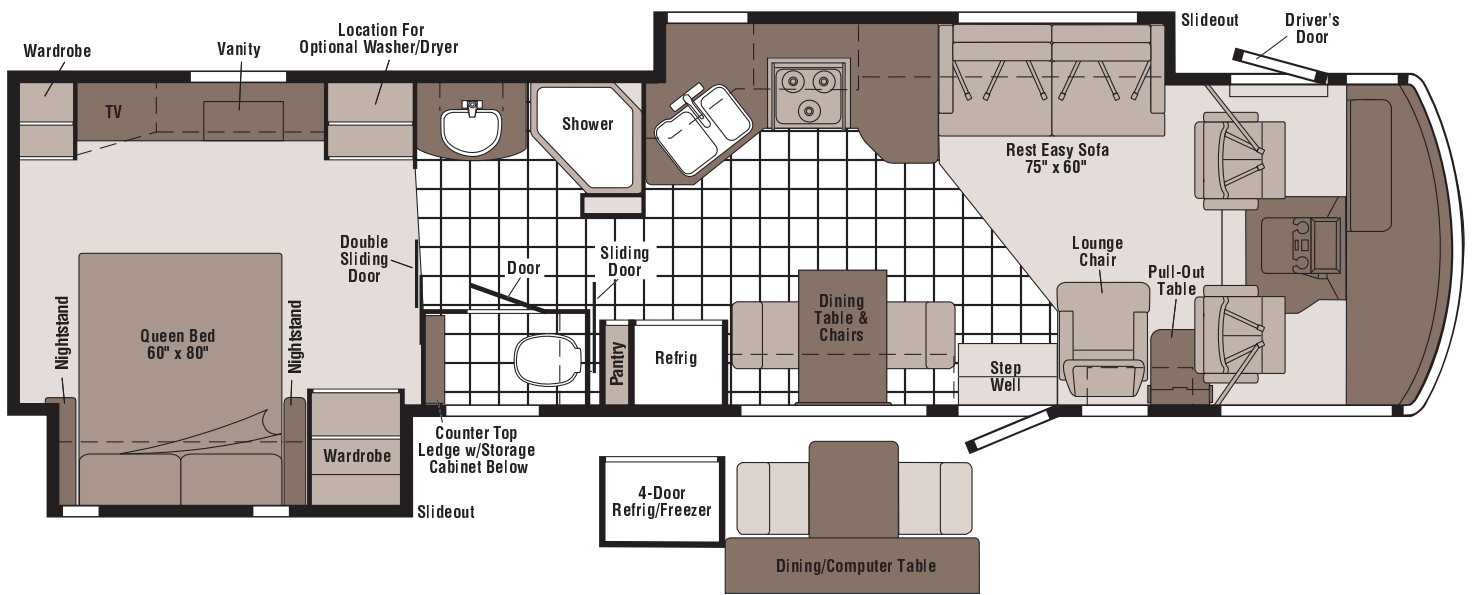 Wardrobe
Vanity
Location For
Optional Washer/Dryer
Slideout
Driver's
Door
TV
Shower
Rest Easy Sofa
75" x 60"
Double
Sliding
Door
Door
Sliding
Door
Lounge
Chair
Pull-Out
Table
Nightstand
Queen Bed
60" x 80"
Nightstand
Dining
Table &
Chairs
Pantry
Refrig
Step
Well
Wardrobe
Counter Top
Ledge w/Storage
Cabinet Below
Slideout
4-Door
Refrig/Freezer
Dining/Computer Table